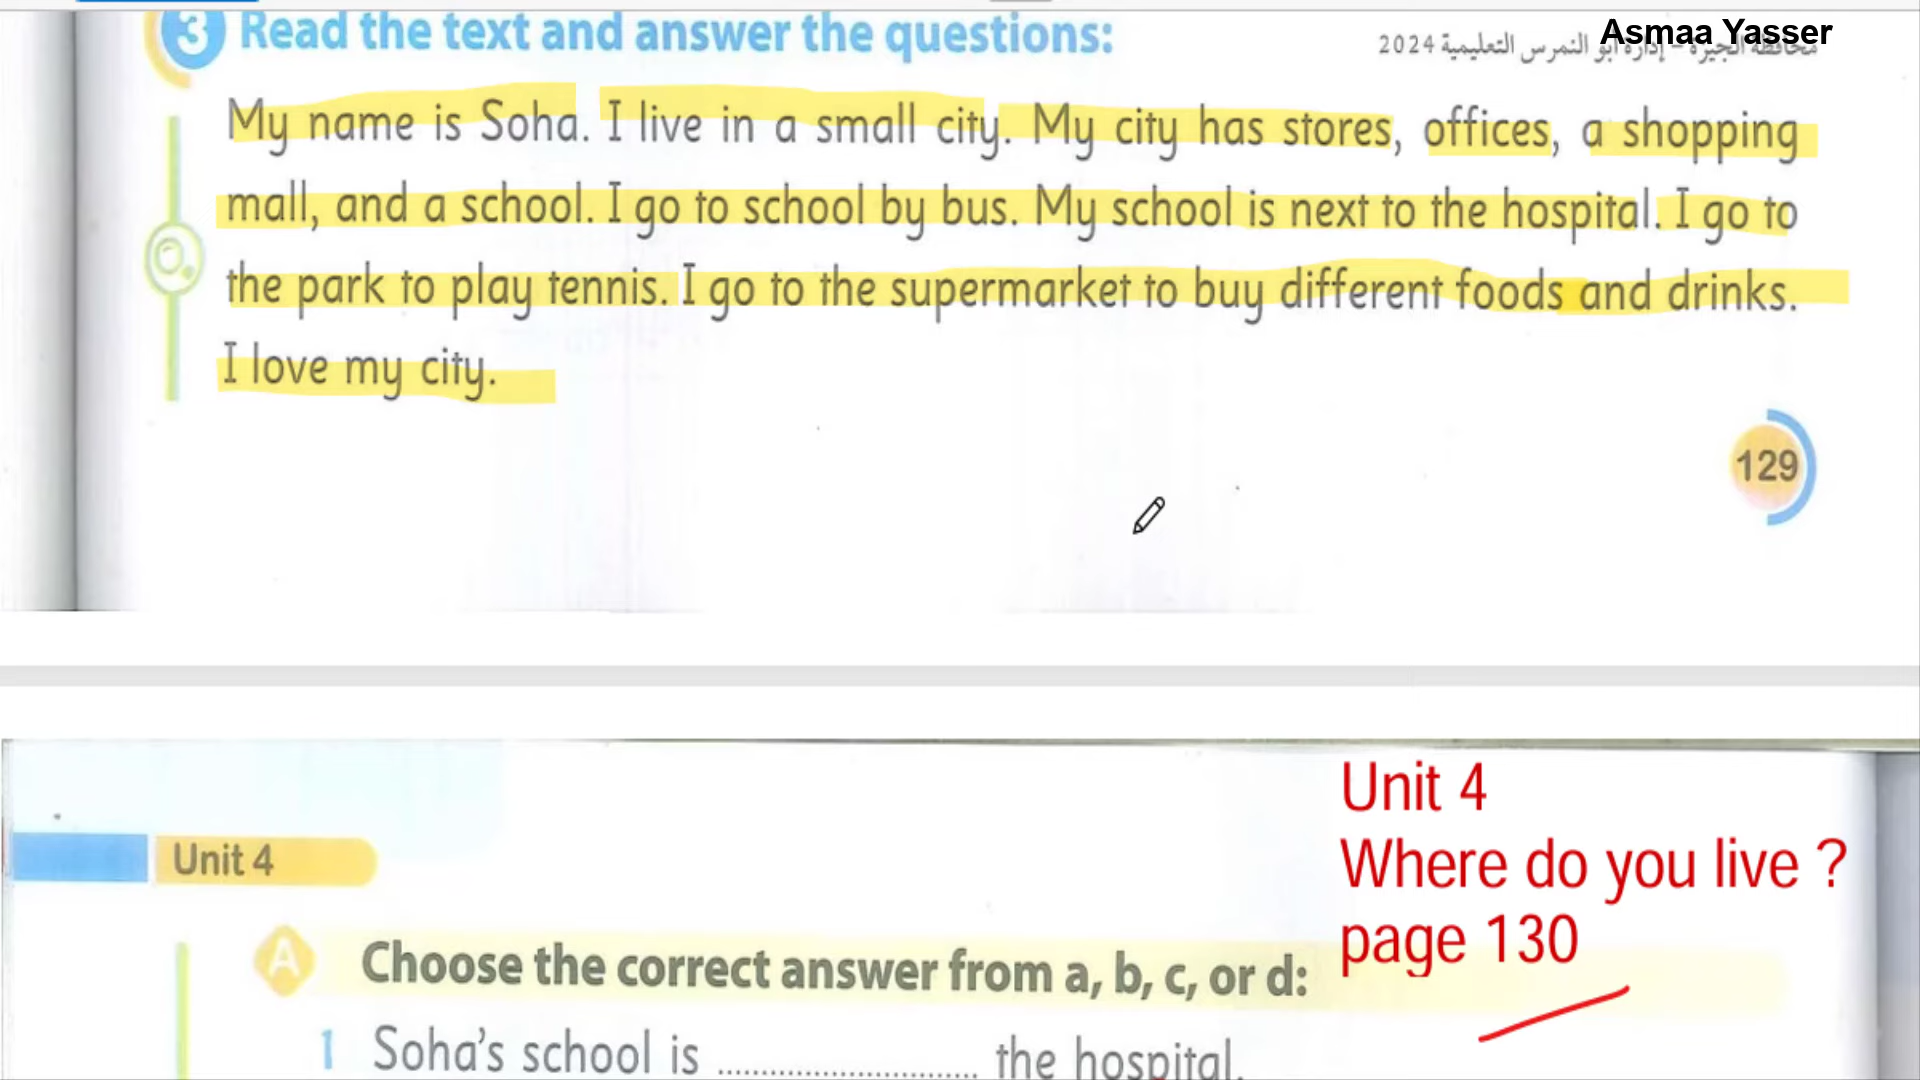 3 Read the text and answer the questions:
Asmaa Yasser
محافظة الجيزة - إدارة أبو النمرس التعليمية 2024
My name is Soha. I live in a small city. My city has stores, offices, a shopping
mall, and a school. I go to school by bus. My school is next to the hospital. I go to
the park to play tennis. I go to the supermarket to buy different foods and drinks.
I love my city.
129
Unit 4
Where do you live ?
page 130
Unit 4
A Choose the correct answer from a, b, c, or d:
1 Soha's school is .......................... the hospital.